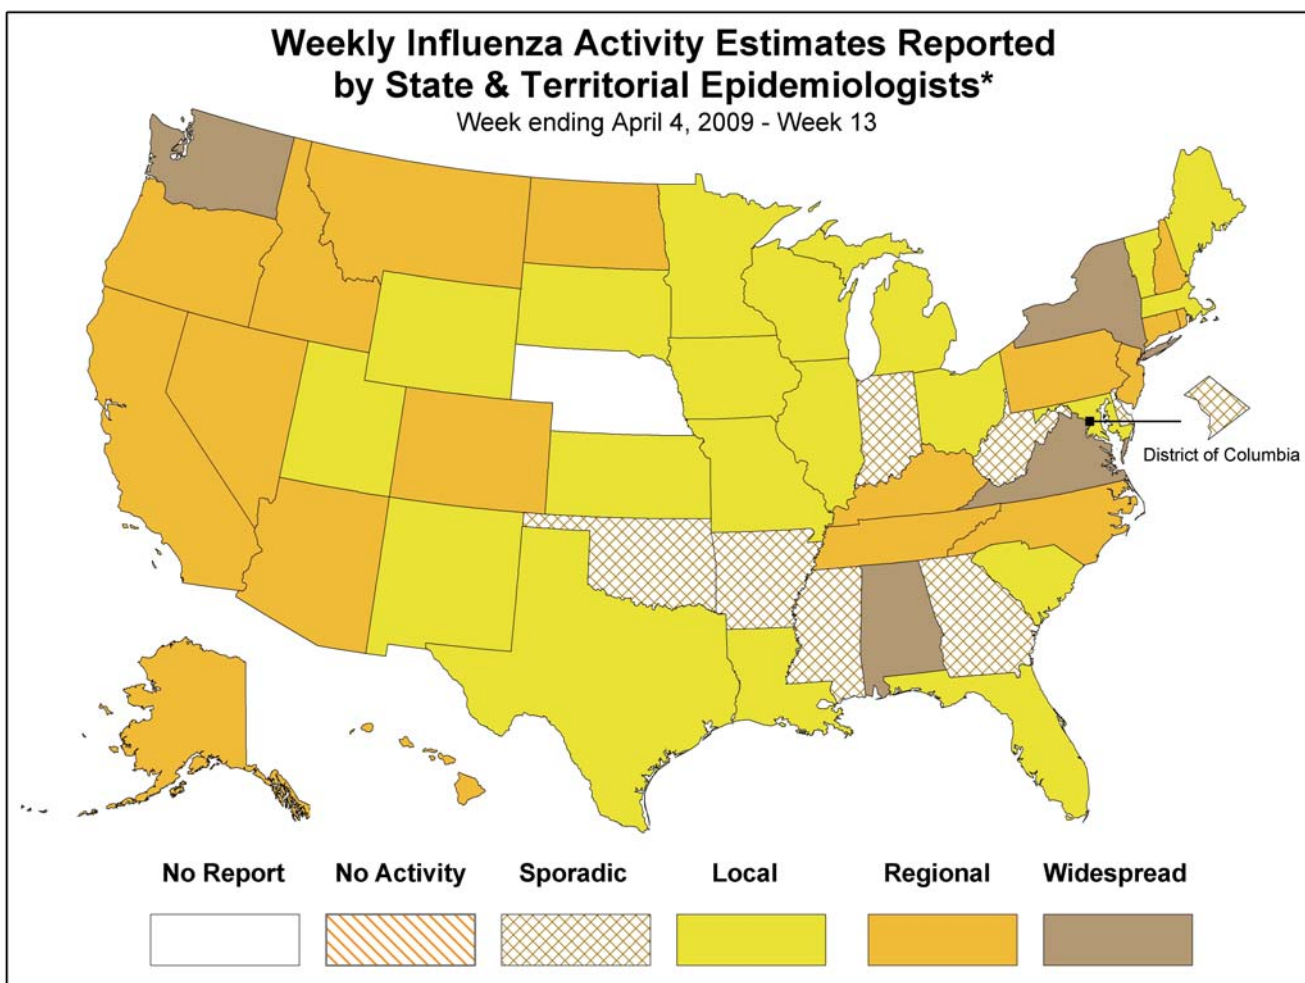 Weekly Influenza Activity Estimates Reported
by State & Territorial Epidemiologists*
Week ending April 4, 2009 - Week 13
District of Columbia
No Report No Activity Sporadic Local Regional Widespread